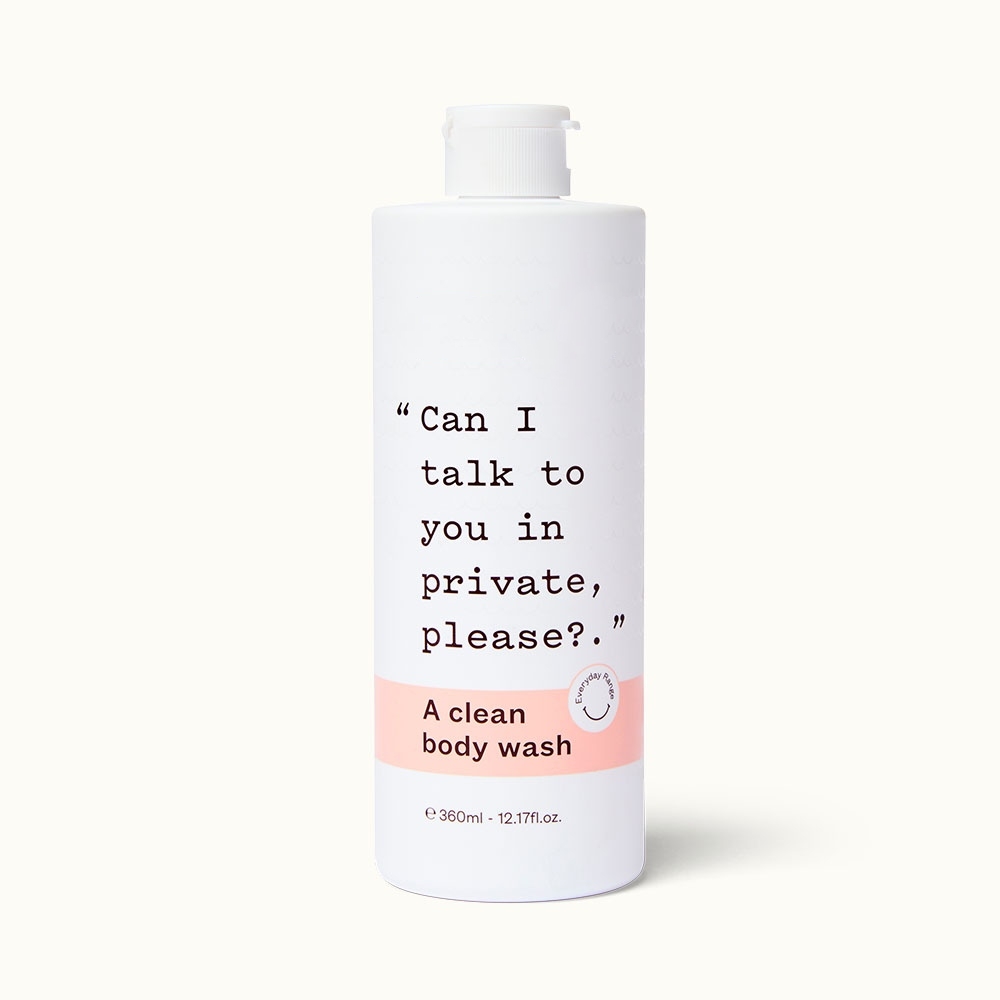 “ Can I
talk to
you in
private,
please?.”
Everyday Range
A clean
body wash
℮ 360ml - 12.17fl.oz.